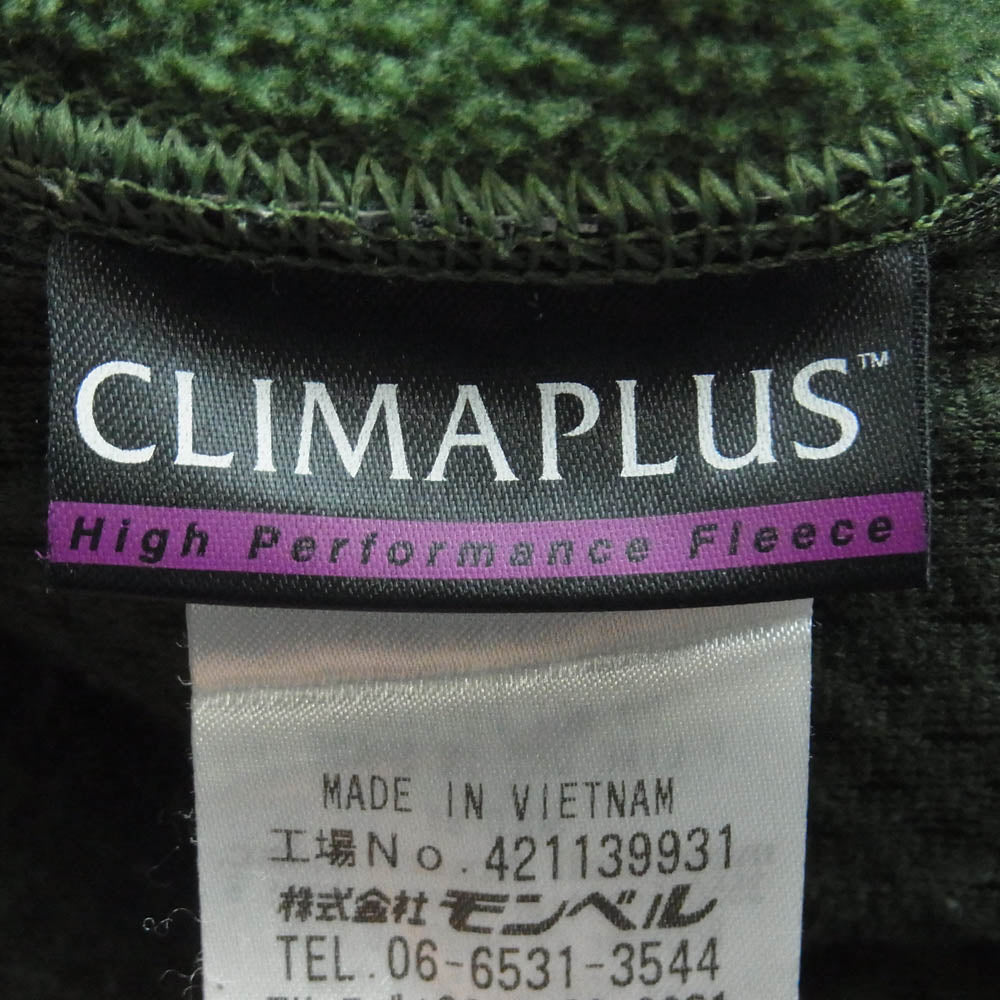 CLIMAPLUS™
High Performance Fleece
MADE IN VIETNAM
工場No. 421139931
株式会社モンベル
TEL. 06-6531-3544